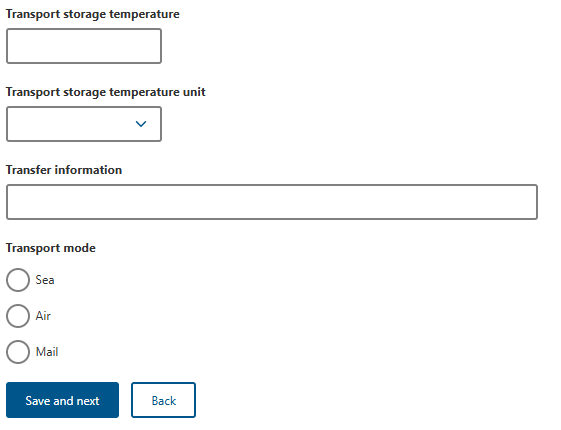 Transport storage temperature
Transport storage temperature unit
Transfer information
Transport mode
Sea
Air
Mail
Save and next
Back